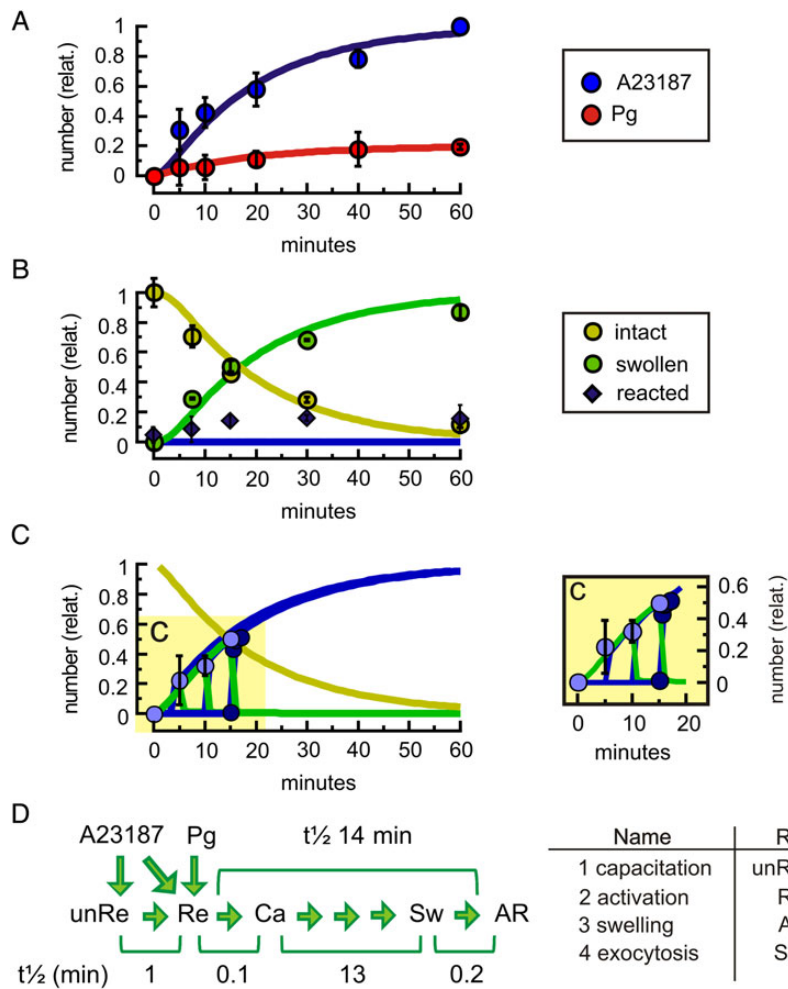 A
number (relat.)
1
0.8
0.6
0.4
0.2
0
0 10 20 30 40 50 60
minutes
A23187
Pg
B
number (relat.)
1
0.8
0.6
0.4
0.2
0
0 10 20 30 40 50 60
minutes
intact
swollen
reacted
C
number (relat.)
1
0.8
0.6
0.4
0.2
0
C
0 10 20 30 40 50 60
minutes
C
0.6
0.4
0.2
0
number (relat.)
0 10 20
minutes
D
A23187 Pg t½ 14 min
unRe Re Ca Sw AR
t½ (min) 1 0.1 13 0.2
Name R
1 capacitation unR
2 activation R
3 swelling A
4 exocytosis S